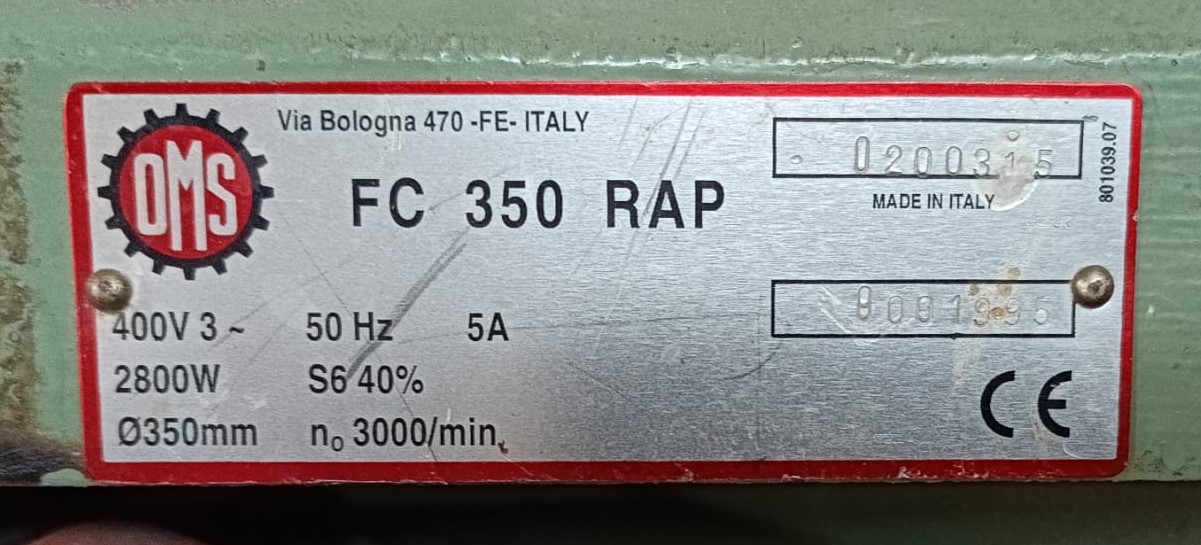 OMS
Via Bologna 470 -FE- ITALY
FC 350 RAP
0200315
MADE IN ITALY
801039.07
400V 3 ~ 50 Hz 5A
2800W S6 40%
Ø350mm n₀ 3000/min.
CE